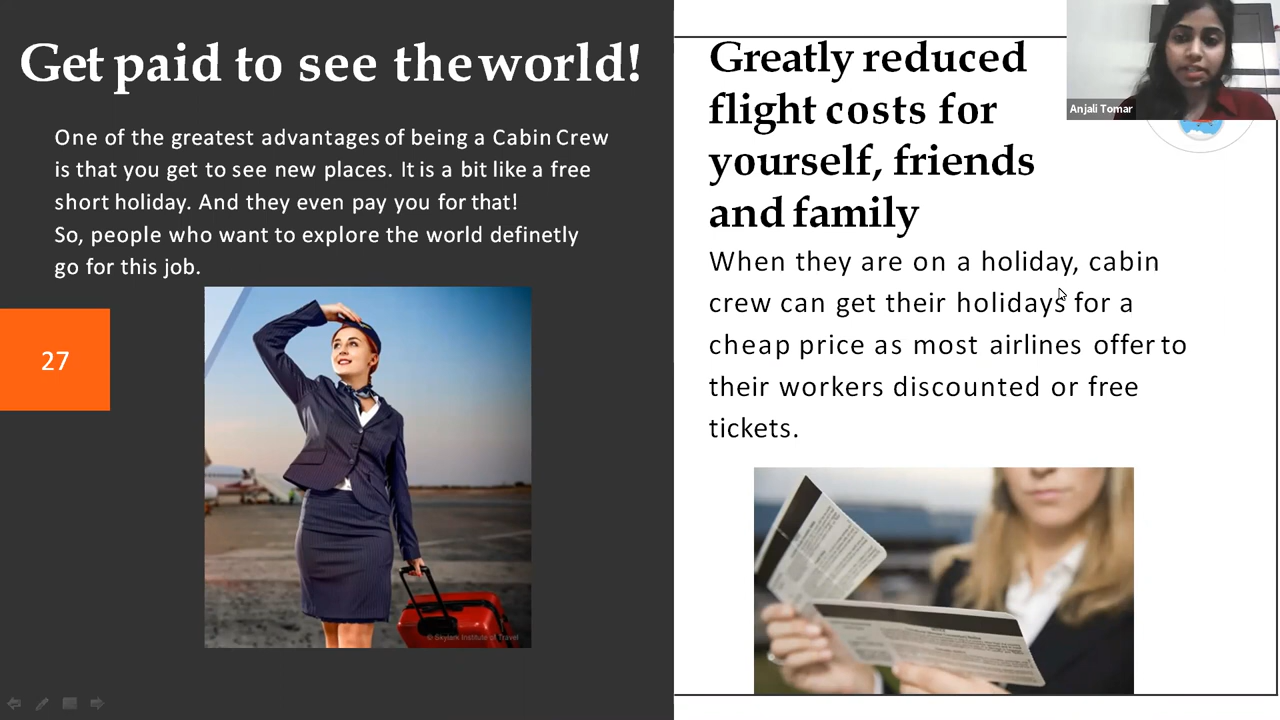 Get paid to see the world!
One of the greatest advantages of being a Cabin Crew
is that you get to see new places. It is a bit like a free
short holiday. And they even pay you for that!
So, people who want to explore the world definetly
go for this job.
27
© Skylark Institute of Travel
Greatly reduced
flight costs for
yourself, friends
and family
When they are on a holiday, cabin
crew can get their holidays for a
cheap price as most airlines offer to
their workers discounted or free
tickets.
Anjali Tomar